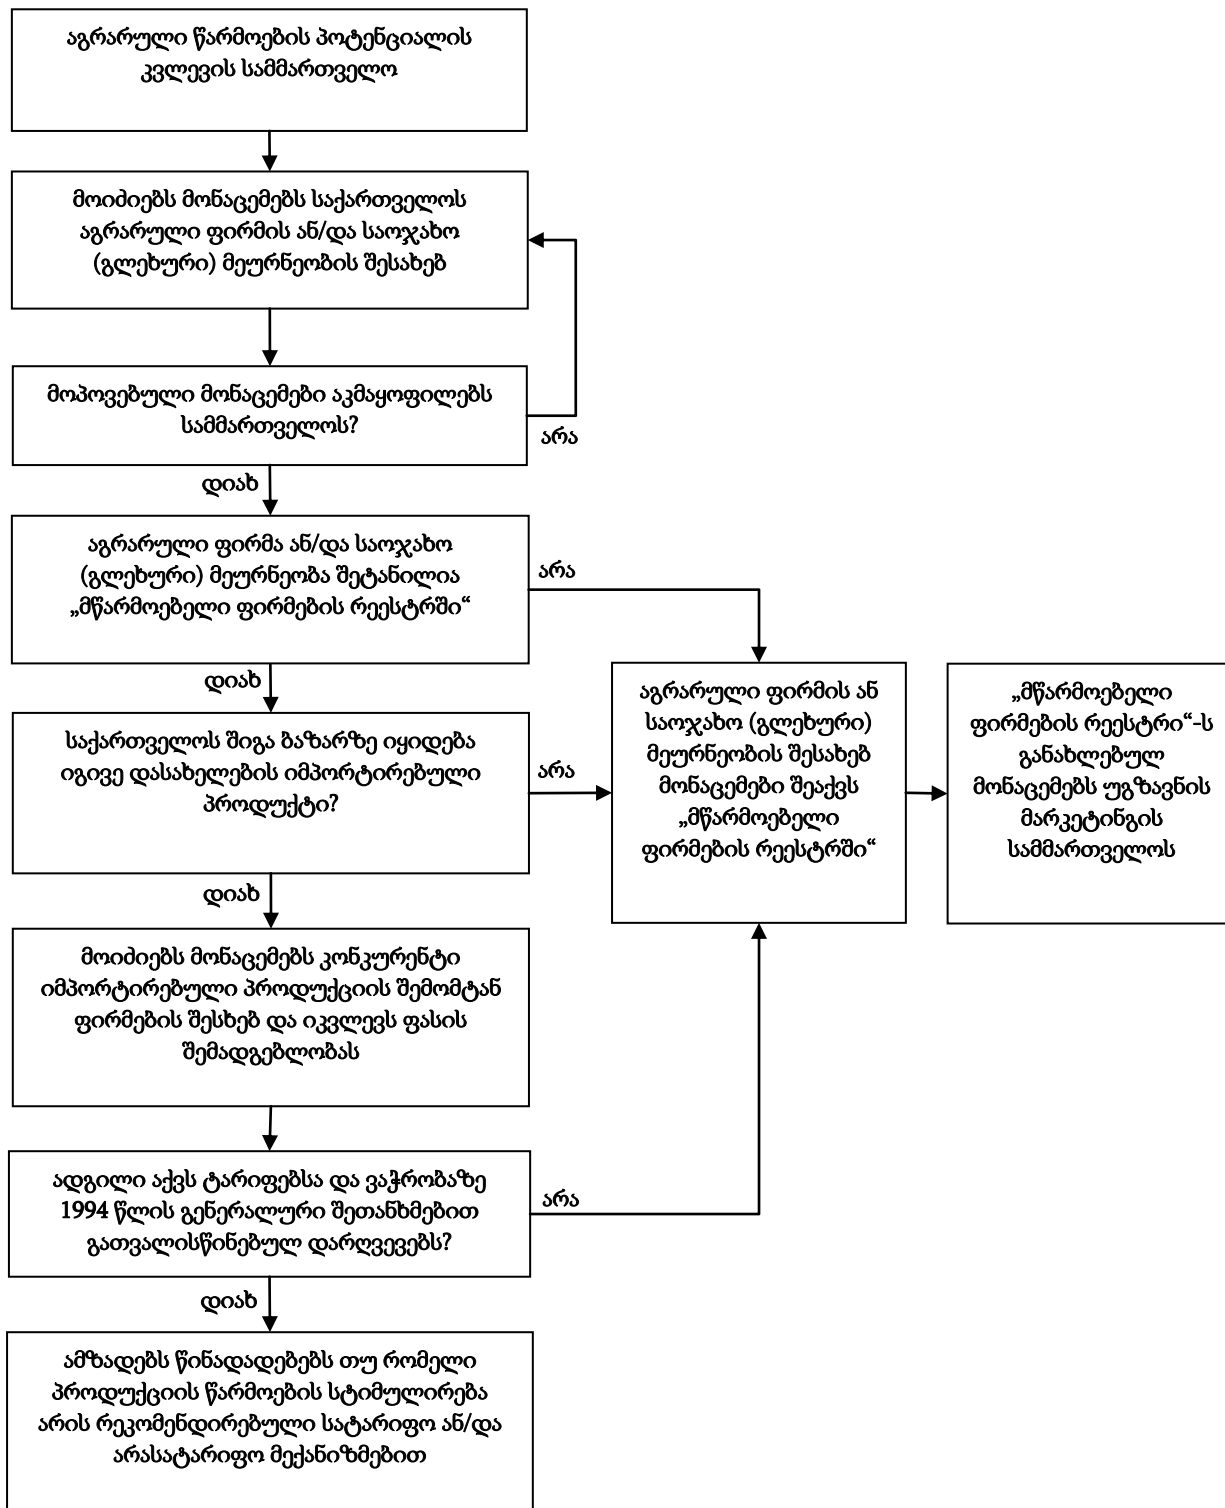 აგრარული წარმოების პოტენციალის
კვლევის სამმართველო
მოიძიებს მონაცემებს საქართველოს
აგრარული ფირმის ან/და საოჯახო
(გლეხური) მეურნეობის შესახებ
მოპოვებული მონაცემები აკმაყოფილებს
სამმართველოს?
არა
დიახ
აგრარული ფირმა ან/და საოჯახო
(გლეხური) მეურნეობა შეტანილია
„მწარმოებელი ფირმების რეესტრში“
არა
დიახ
საქართველოს შიგა ბაზარზე იყიდება
იგივე დასახელების იმპორტირებული
პროდუქტი?
არა
აგრარული ფირმის ან
საოჯახო (გლეხური)
მეურნეობის შესახებ
მონაცემები შეაქვს
„მწარმოებელი
ფირმების რეესტრში“
„მწარმოებელი
ფირმების რეესტრი“-ს
განახლებულ
მონაცემებს უგზავნის
მარკეტინგის
სამმართველოს
დიახ
მოიძიებს მონაცემებს კონკურენტი
იმპორტირებული პროდუქციის შემომტან
ფირმების შესხებ და იკვლევს ფასის
შემადგებლობას
ადგილი აქვს ტარიფებსა და ვაჭრობაზე
1994 წლის გენერალური შეთანხმებით
გათვალისწინებულ დარღვევებს?
არა
დიახ
ამზადებს წინადადებებს თუ რომელი
პროდუქციის წარმოების სტიმულირება
არის რეკომენდირებული სატარიფო ან/და
არასატარიფო მექანიზმებით